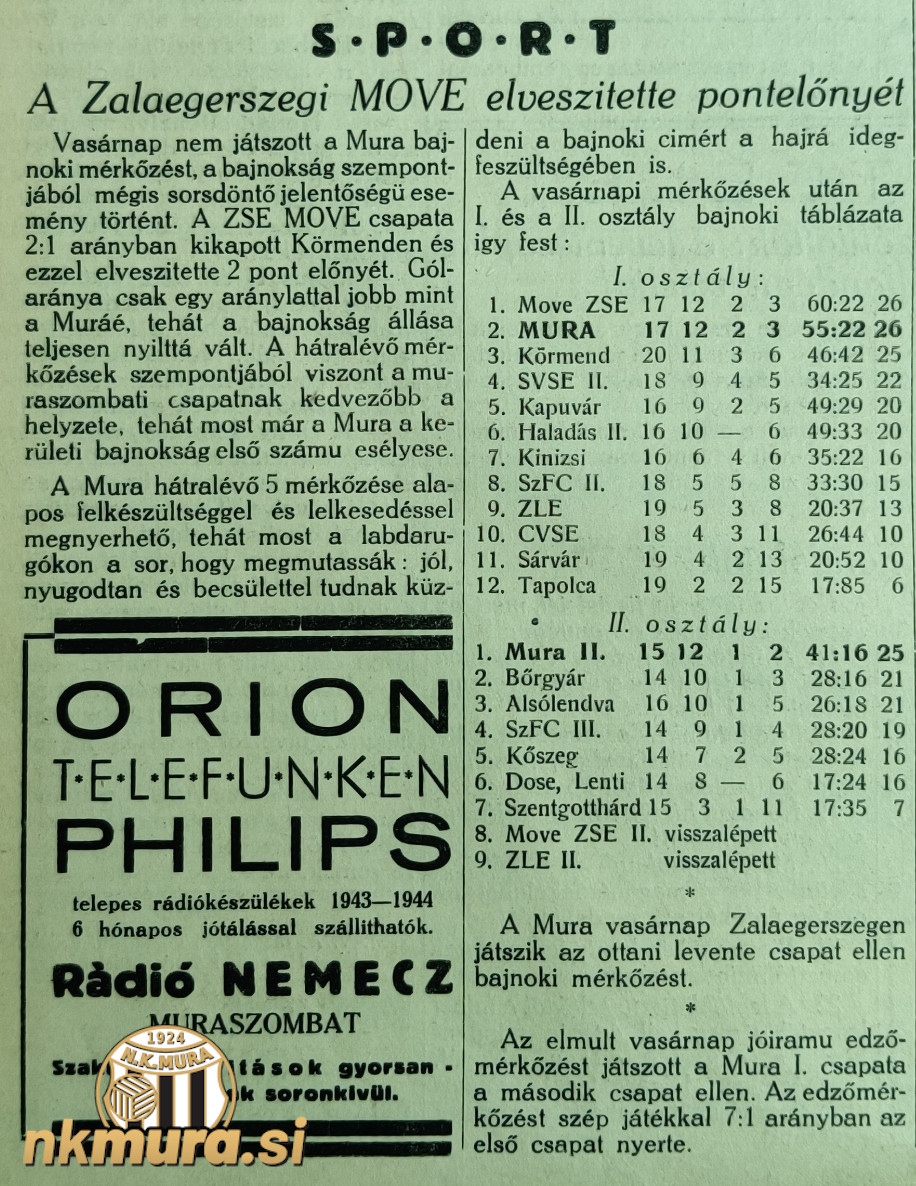 S·P·O·R·T
A Zalaegerszegi MOVE elveszitette pontelőnyét
Vasárnap nem játszott a Mura baj-
noki mérkőzést, a bajnokság szempont-
jából mégis sorsdöntő jelentőségü ese-
mény történt. A ZSE MOVE csapata
2:1 arányban kikapott Körmenden és
ezzel elveszitette 2 pont előnyét. Gól-
aránya csak egy aránylattal jobb mint
a Muráé, tehát a bajnokság állása
teljesen nyilttá vált. A hátralévő mér-
kőzések szempontjából viszont a mu-
raszombati csapatnak kedvezőbb a
helyzete, tehát most már a Mura a ke-
rületi bajnokság első számu esélyese.
A Mura hátralévő 5 mérkőzése ala-
pos felkészültséggel és lelkesedéssel
megnyerhető, tehát most a labdaru-
gókon a sor, hogy megmutassák: jól,
nyugodtan és becsülettel tudnak küz-
deni a bajnoki cimért a hajrá ideg-
feszültségében is.
A vasárnapi mérkőzések után az
I. és a II. osztály bajnoki táblázata
igy fest:
I. osztály:
1. Move ZSE 17 12 2 3 60:22 26
2. MURA 17 12 2 3 55:22 26
3. Körmend 20 11 3 6 46:42 25
4. SVSE II. 18 9 4 5 34:25 22
5. Kapuvár 16 9 2 5 49:29 20
6. Haladás II. 16 10 — 6 49:33 20
7. Kinizsi 16 6 4 6 35:22 16
8. SzFC II. 18 5 5 8 33:30 15
9. ZLE 19 5 3 8 20:37 13
10. CVSE 18 4 3 11 26:44 10
11. Sárvár 19 4 2 13 20:52 10
12. Tapolca 19 2 2 15 17:85 6
II. osztály:
1. Mura II. 15 12 1 2 41:16 25
2. Bőrgyár 14 10 1 3 28:16 21
3. Alsólendva 16 10 1 5 26:18 21
4. SzFC III. 14 9 1 4 28:20 19
5. Kőszeg 14 7 2 5 28:24 16
6. Dose, Lenti 14 8 — 6 17:24 16
7. Szentgotthárd 15 3 1 11 17:35 7
8. Move ZSE II. visszalépett
9. ZLE II. visszalépett
*
A Mura vasárnap Zalaegerszegen
játszik az ottani levente csapat ellen
bajnoki mérkőzést.
*
Az elmult vasárnap jóiramu edző-
mérkőzést játszott a Mura I. csapata
a második csapat ellen. Az edzőmér-
kőzést szép játékkal 7:1 arányban az
első csapat nyerte.
ORION
T·E·L·E·F·U·N·K·E·N
PHILIPS
telepes rádiókészülékek 1943—1944
6 hónapos jótálással szállithatók.
Ràdió NEMECZ
MURASZOMBAT
gyorsan
soronkivül.
1924
N.K.MURA
nkmura.si